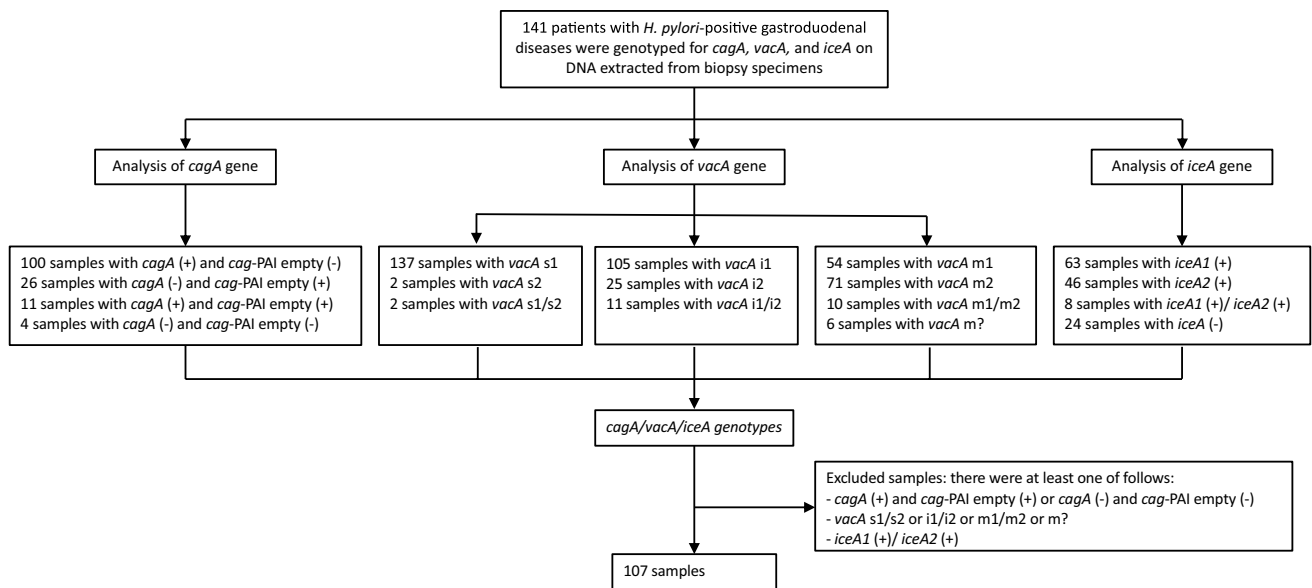 141 patients with H. pylori-positive gastroduodenal
diseases were genotyped for cagA, vacA, and iceA on
DNA extracted from biopsy specimens
Analysis of cagA gene
Analysis of vacA gene
Analysis of iceA gene
100 samples with cagA (+) and cag-PAI empty (-)
26 samples with cagA (-) and cag-PAI empty (+)
11 samples with cagA (+) and cag-PAI empty (+)
4 samples with cagA (-) and cag-PAI empty (-)
137 samples with vacA s1
2 samples with vacA s2
2 samples with vacA s1/s2
105 samples with vacA i1
25 samples with vacA i2
11 samples with vacA i1/i2
54 samples with vacA m1
71 samples with vacA m2
10 samples with vacA m1/m2
6 samples with vacA m?
63 samples with iceA1 (+)
46 samples with iceA2 (+)
8 samples with iceA1 (+)/ iceA2 (+)
24 samples with iceA (-)
cagA/vacA/iceA genotypes
Excluded samples: there were at least one of follows:
- cagA (+) and cag-PAI empty (+) or cagA (-) and cag-PAI empty (-)
- vacA s1/s2 or i1/i2 or m1/m2 or m?
- iceA1 (+)/ iceA2 (+)
107 samples